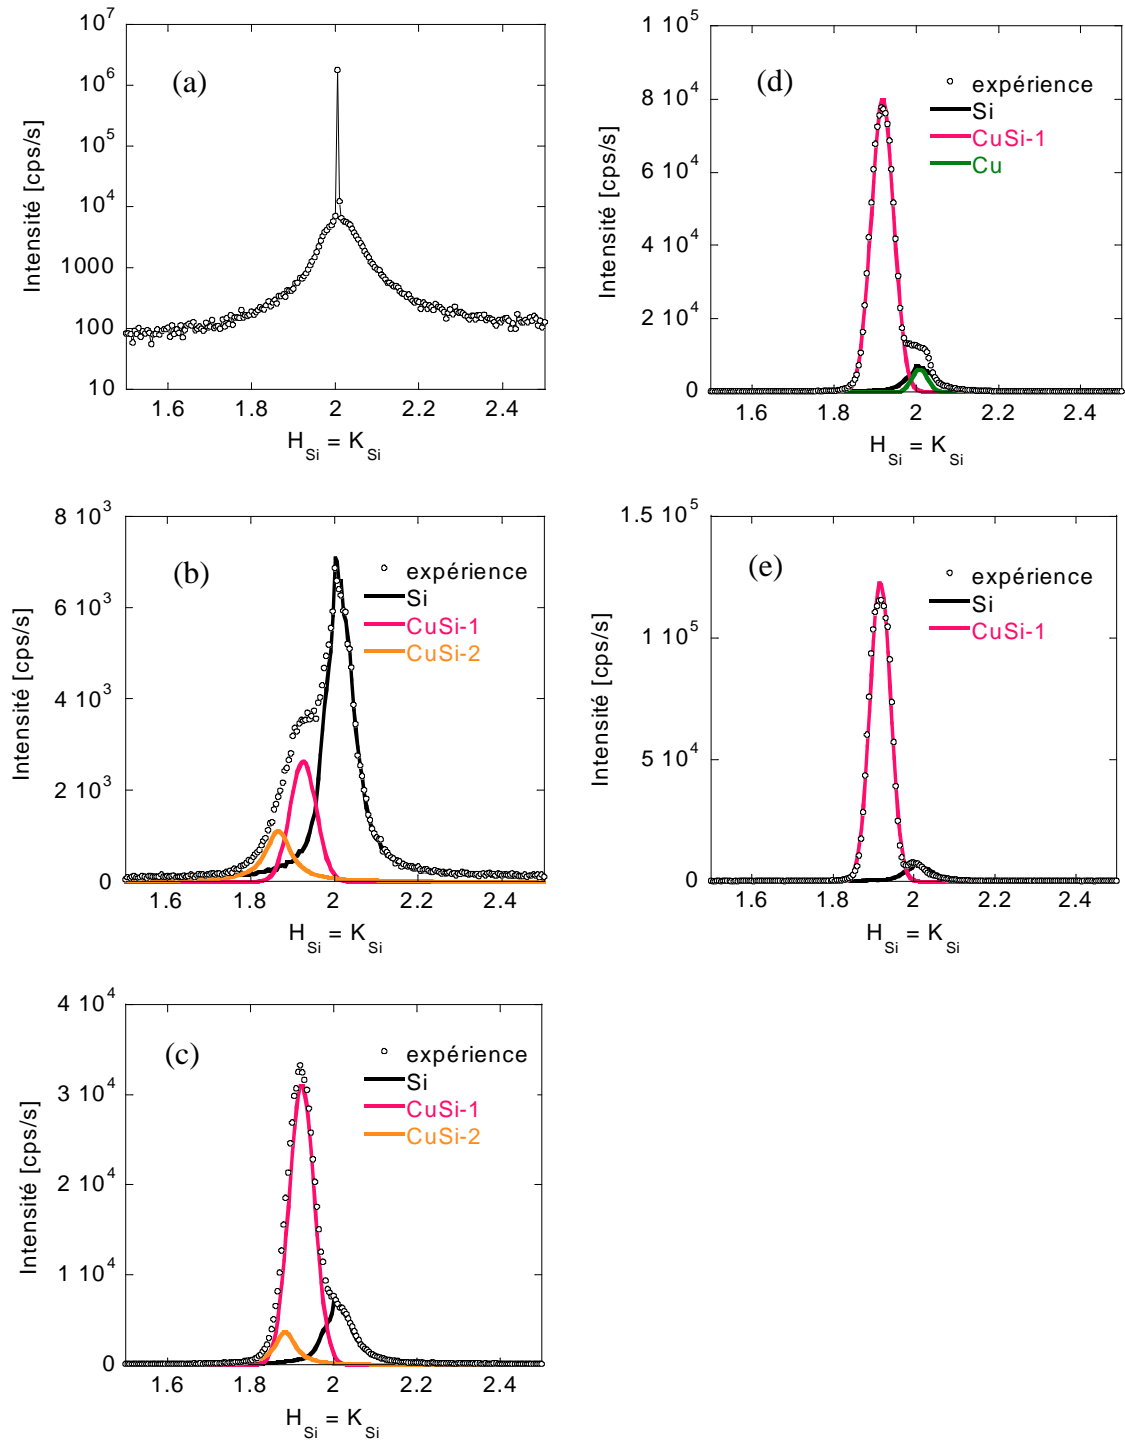 (a)
Intensité [cps/s]
10^7
10^6
10^5
10^4
1000
100
10
1.6 2 2.2 2.4
H_Si = K_Si
(d)
Intensité [cps/s]
1 10^5
8 10^4
6 10^4
4 10^4
2 10^4
0
expérience
Si
CuSi-1
Cu
1.6 1.8 2 2.2 2.4
H_Si = K_Si
(b)
Intensité [cps/s]
8 10^3
6 10^3
4 10^3
2 10^3
0
expérience
Si
CuSi-1
CuSi-2
1.6 1.8 2 2.2 2.4
H_Si = K_Si
(e)
Intensité [cps/s]
1.5 10^5
1 10^5
5 10^4
0
expérience
Si
CuSi-1
1.6 1.8 2 2.2 2.4
H_Si = K_Si
(c)
Intensité [cps/s]
4 10^4
3 10^4
2 10^4
1 10^4
0
expérience
Si
CuSi-1
CuSi-2
1.6 1.8 2 2.2 2.4
H_Si = K_Si